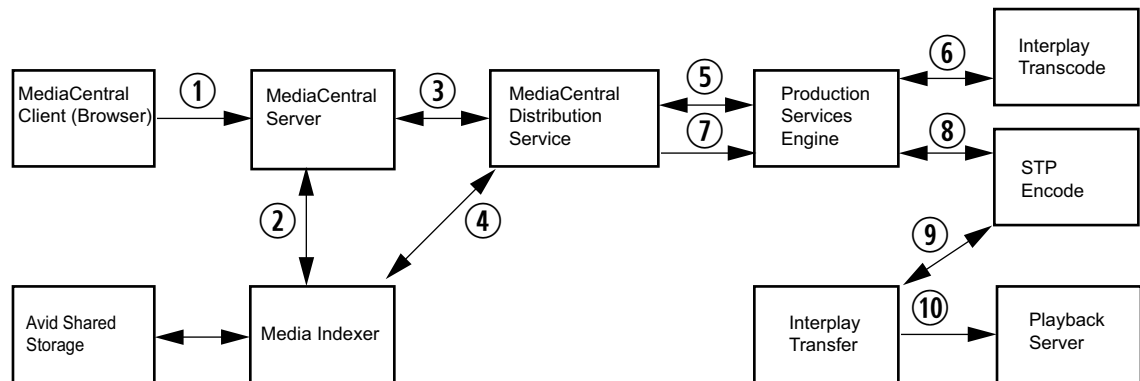 MediaCentral
Client (Browser)
①
MediaCentral
Server
③
MediaCentral
Distribution
Service
⑤
⑦
Production
Services
Engine
⑥
Interplay
Transcode
⑧
STP
Encode
②
④
⑨
Avid Shared
Storage
Media Indexer
Interplay
Transfer
⑩
Playback
Server